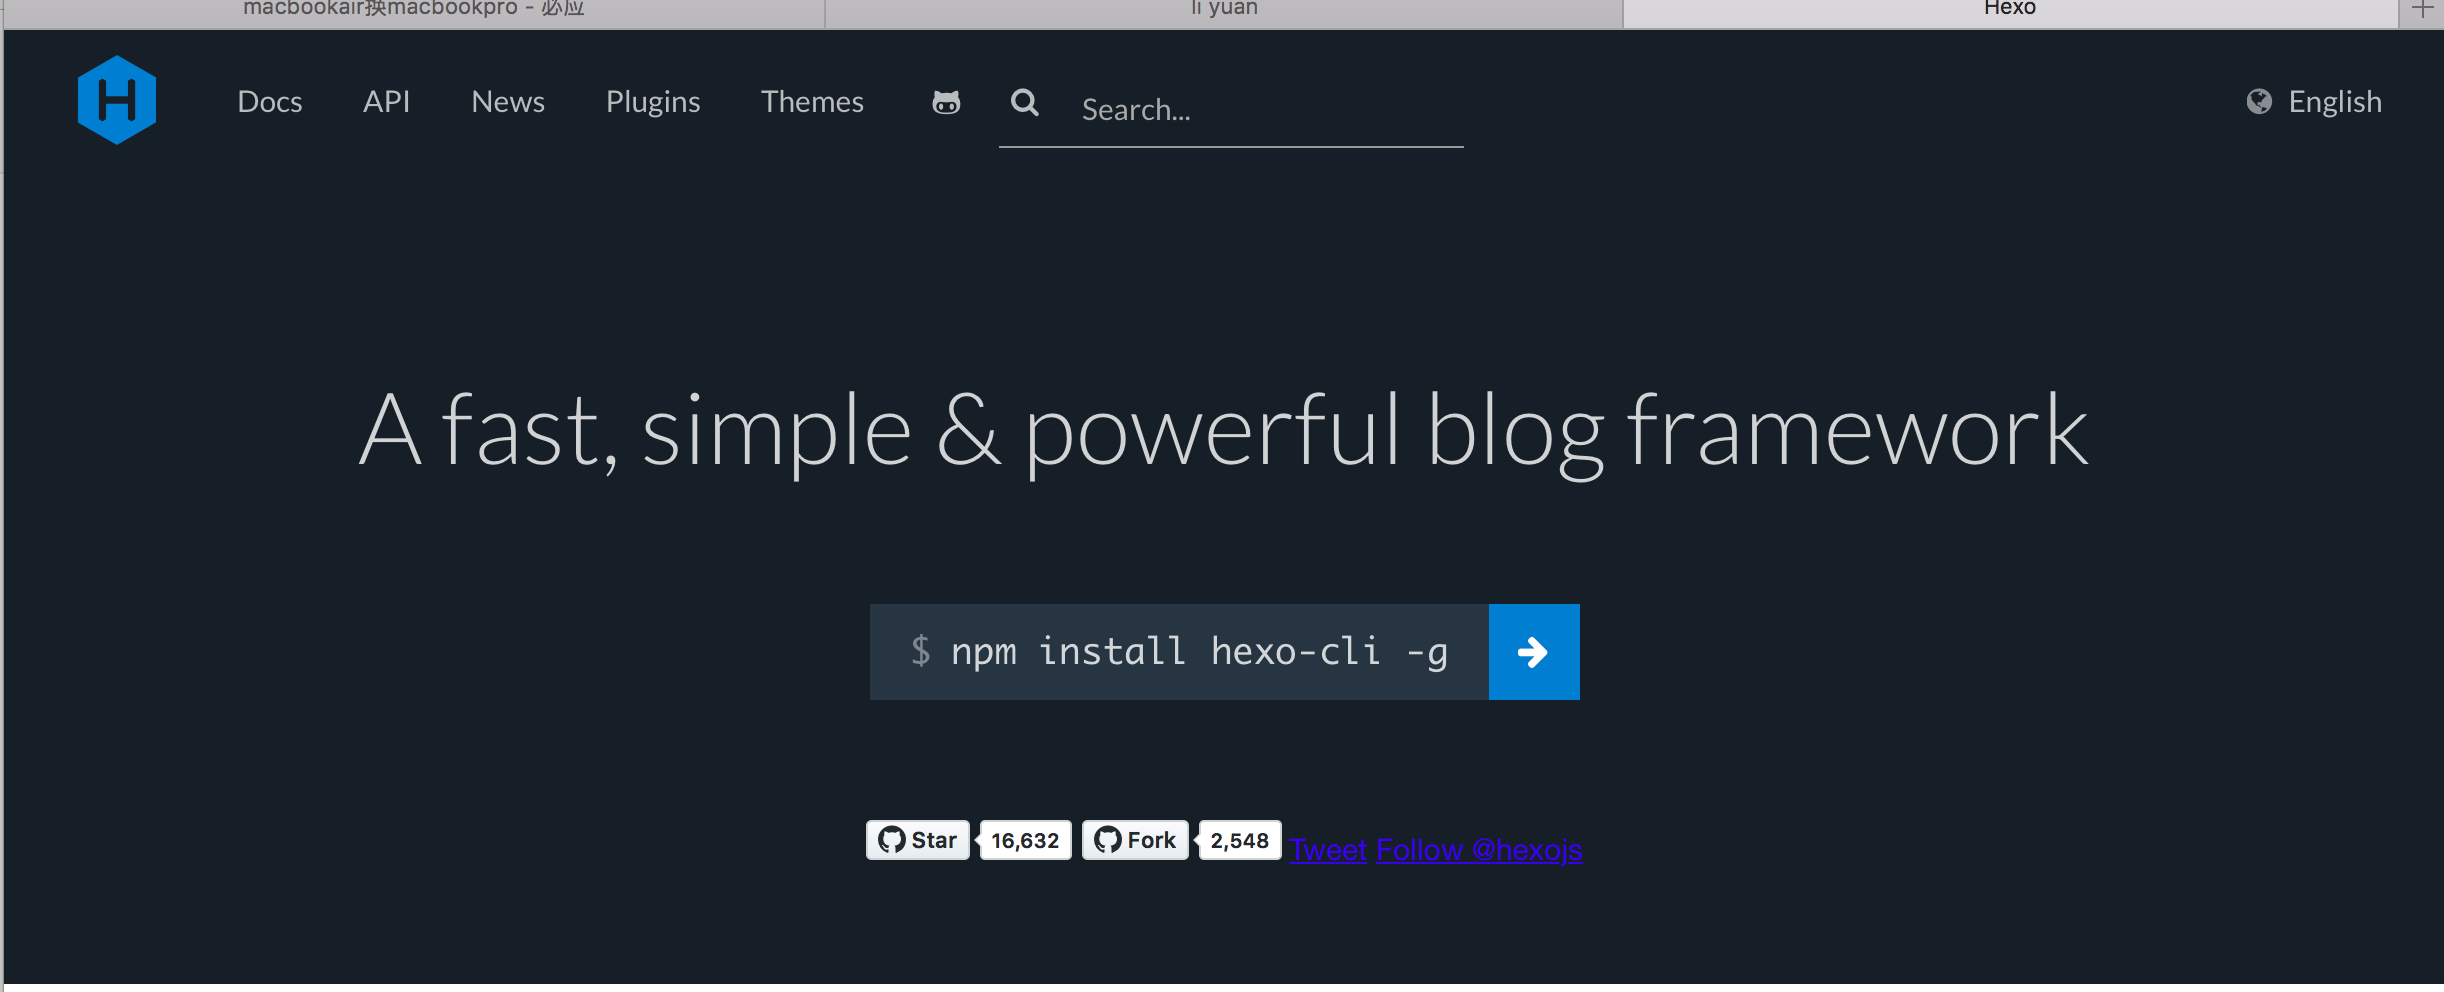 macbookair换macbookpro - 必应
li yuan
Hexo
H
Docs
API
News
Plugins
Themes
Search...
English
A fast, simple & powerful blog framework
$ npm install hexo-cli -g
Star
16,632
Fork
2,548
Tweet Follow @hexojs